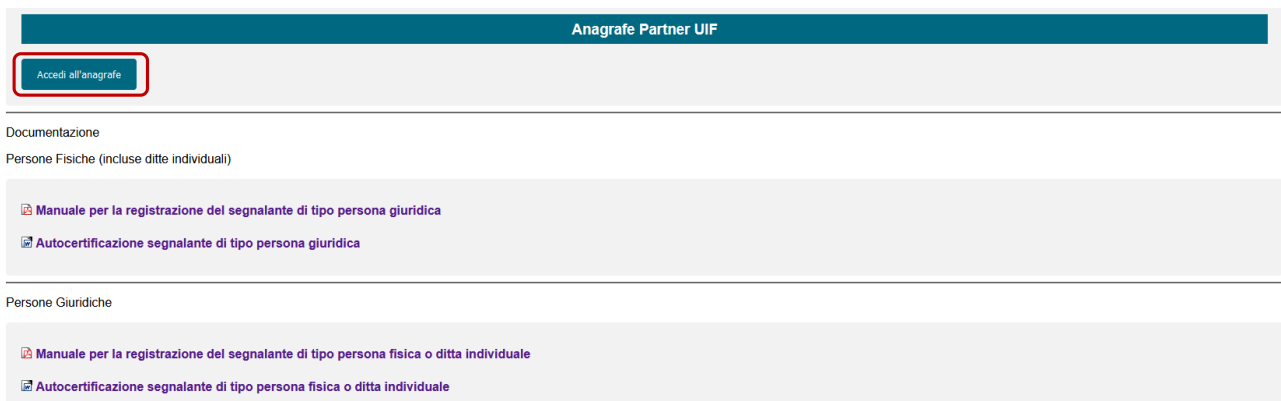 Anagrafe Partner UIF
Accedi all'anagrafe
Documentazione
Persone Fisiche (incluse ditte individuali)
Manuale per la registrazione del segnalante di tipo persona giuridica
Autocertificazione segnalante di tipo persona giuridica
Persone Giuridiche
Manuale per la registrazione del segnalante di tipo persona fisica o ditta individuale
Autocertificazione segnalante di tipo persona fisica o ditta individuale